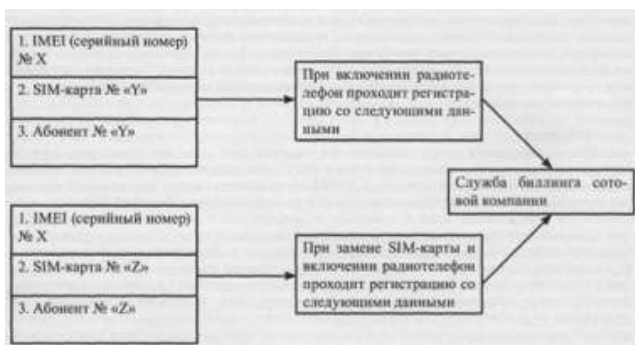 1. IMEI (серийный номер)
№ X
2. SIM-карта № «Y»
3. Абонент № «Y»
При включении радиоте-
лефон проходит регистра-
цию со следующими дан-
ными
Служба биллинга сото-
вой компании
1. IMEI (серийный номер)
№ X
2. SIM-карта № «Z»
3. Абонент № «Z»
При замене SIM-карты и
включении радиотелефон
проходит регистрацию со
следующими данными